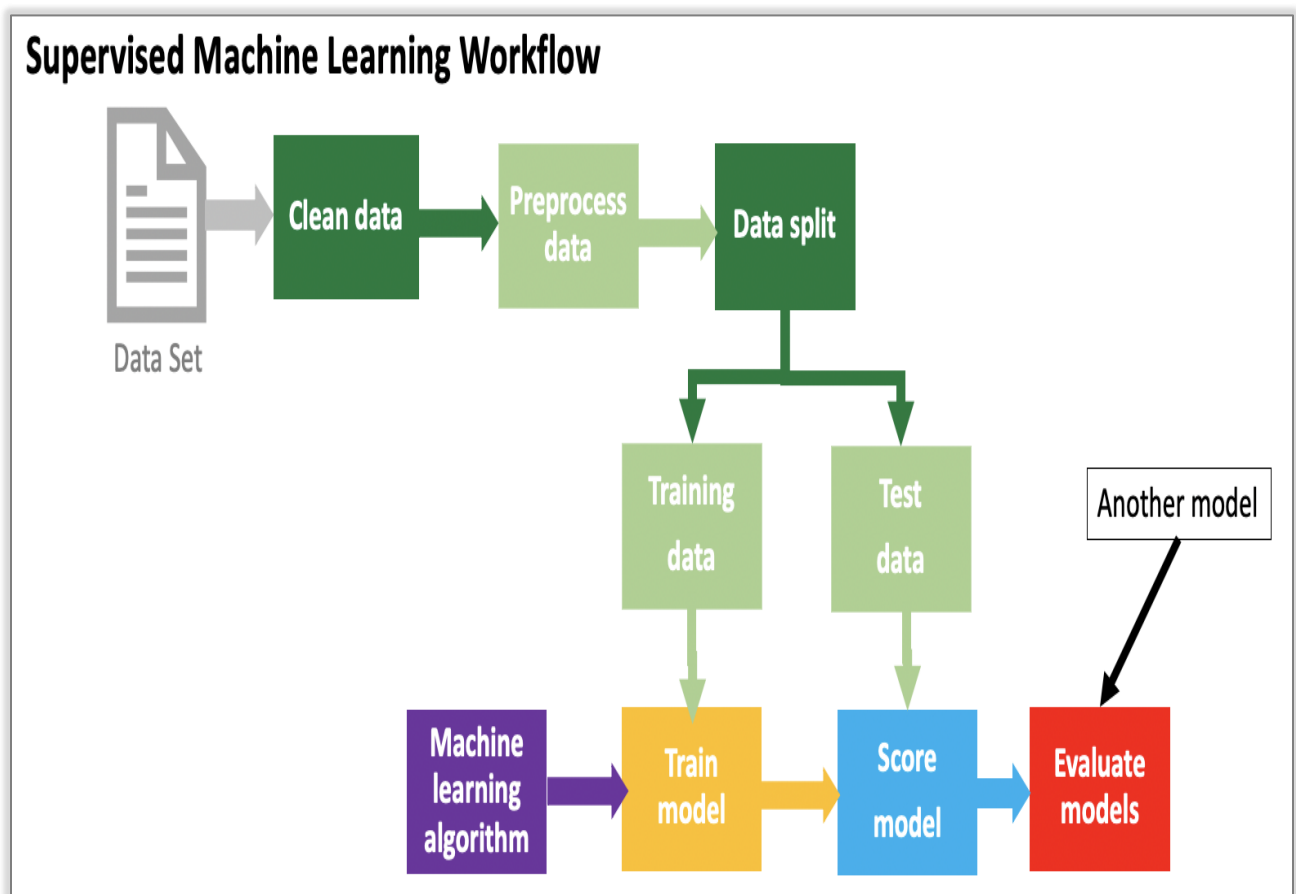 Supervised Machine Learning Workflow
Clean data
Preprocess
data
Data split
Data Set
Training
data
Test
data
Another model
Machine
learning
algorithm
Train
model
Score
model
Evaluate
models